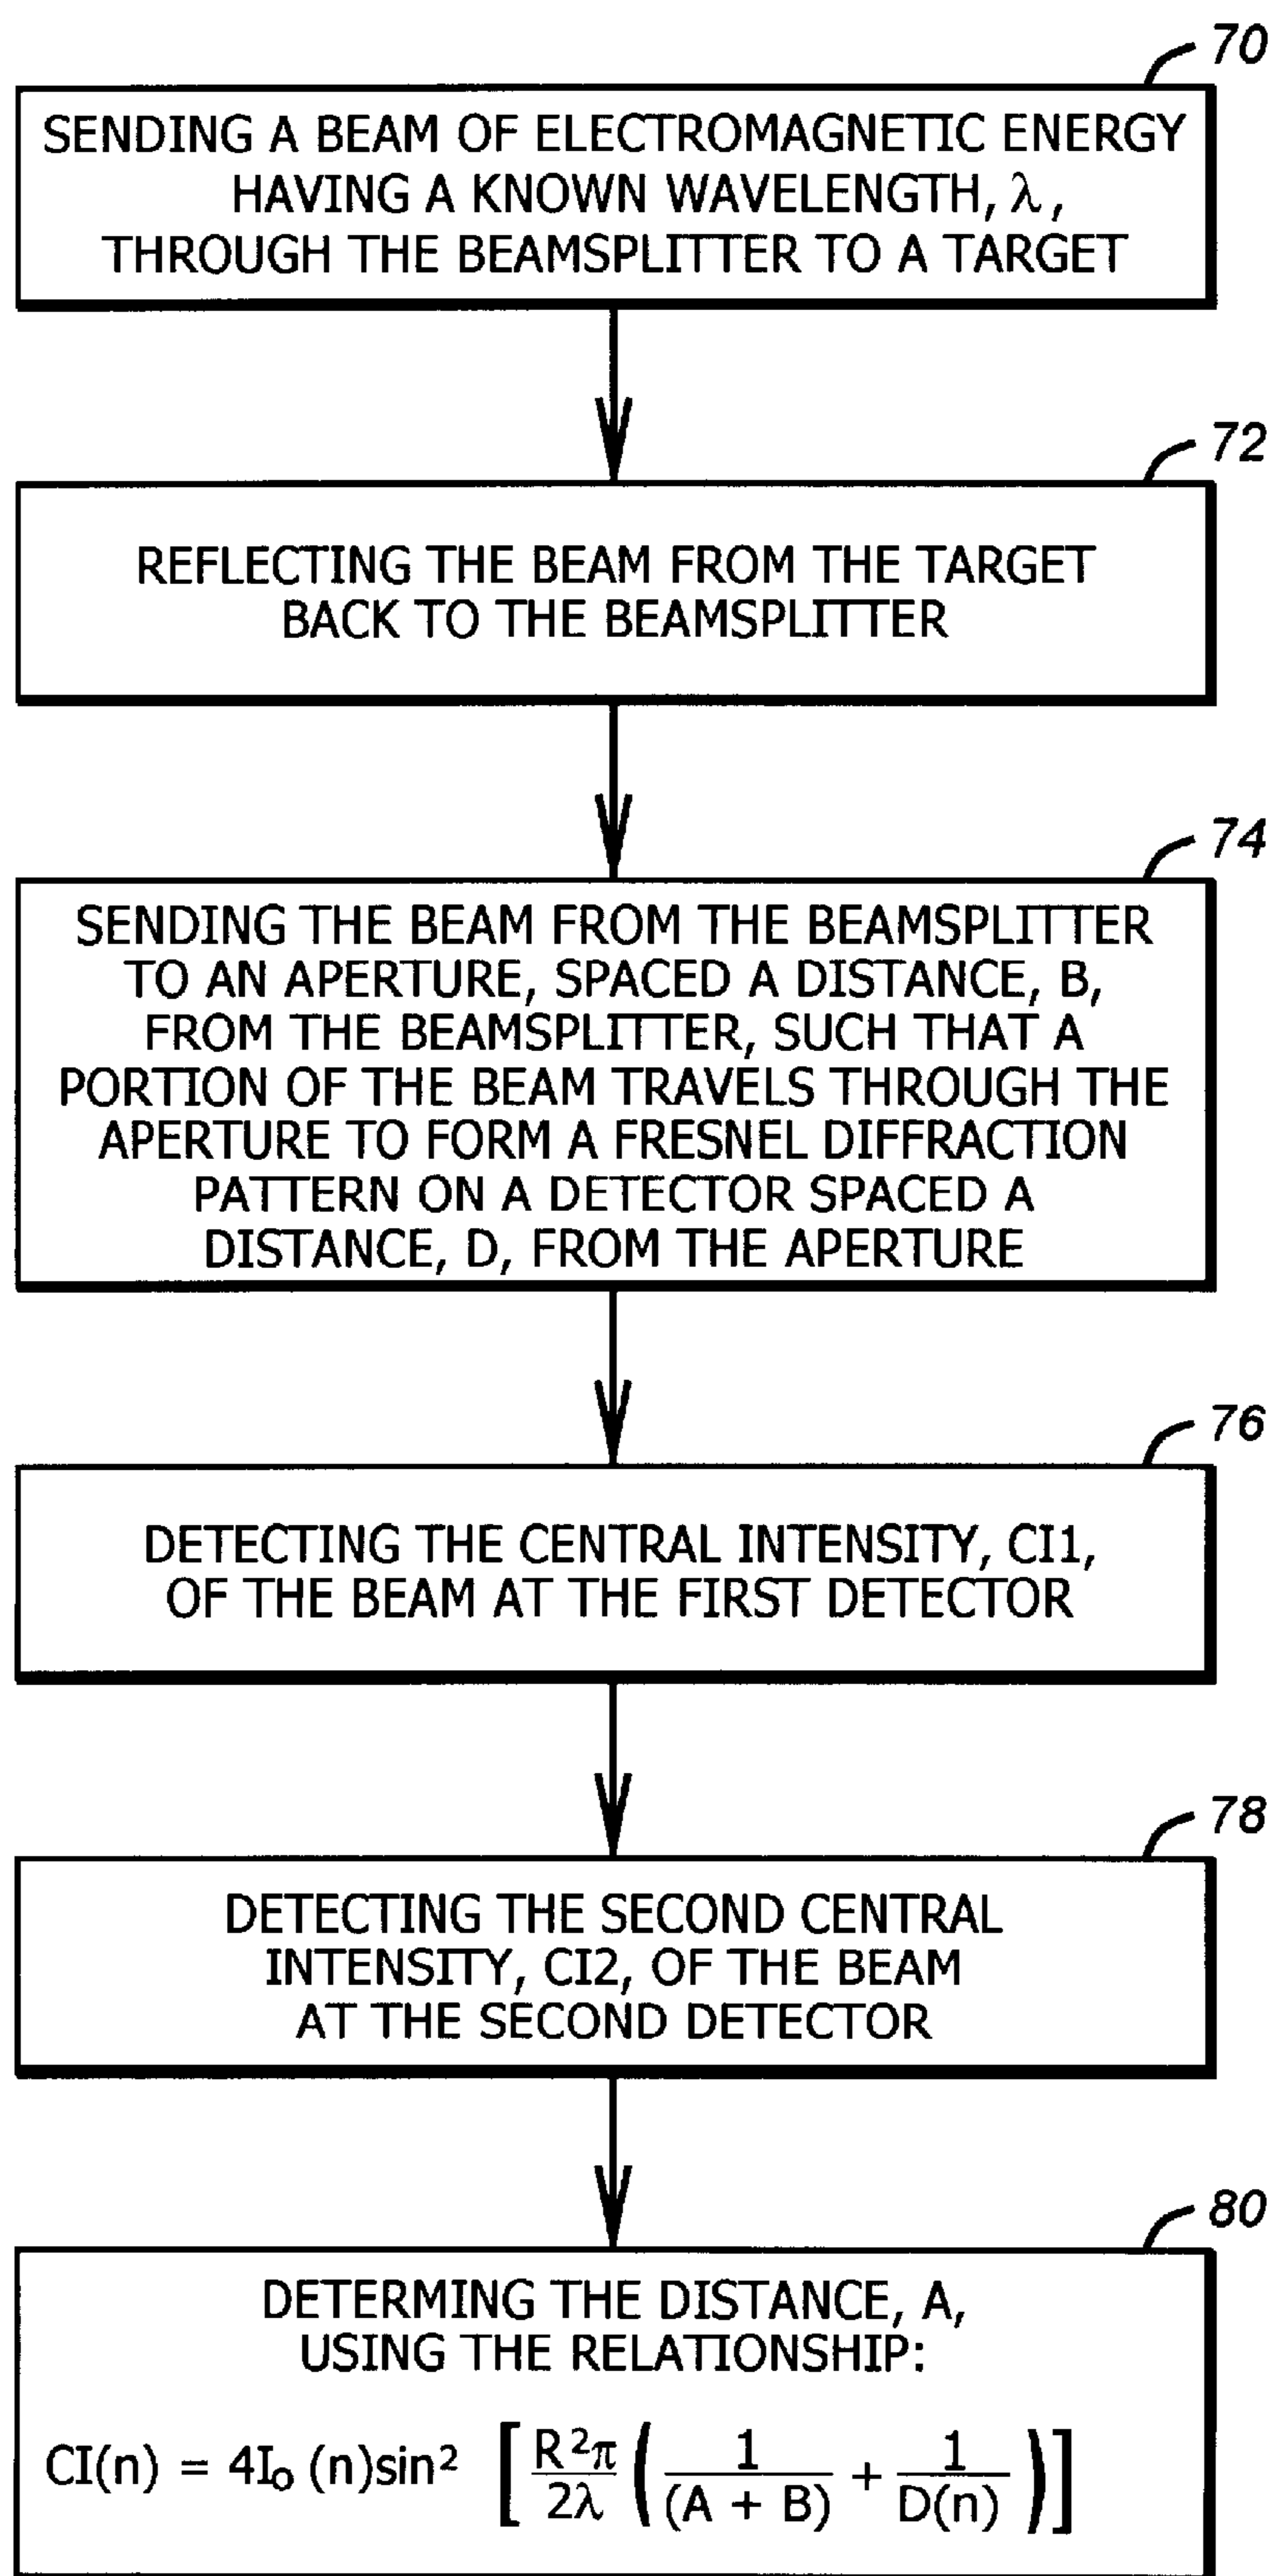 70
SENDING A BEAM OF ELECTROMAGNETIC ENERGY
HAVING A KNOWN WAVELENGTH, λ,
THROUGH THE BEAMSPLITTER TO A TARGET
72
REFLECTING THE BEAM FROM THE TARGET
BACK TO THE BEAMSPLITTER
74
SENDING THE BEAM FROM THE BEAMSPLITTER
TO AN APERTURE, SPACED A DISTANCE, B,
FROM THE BEAMSPLITTER, SUCH THAT A
PORTION OF THE BEAM TRAVELS THROUGH THE
APERTURE TO FORM A FRESNEL DIFFRACTION
PATTERN ON A DETECTOR SPACED A
DISTANCE, D, FROM THE APERTURE
76
DETECTING THE CENTRAL INTENSITY, CI1,
OF THE BEAM AT THE FIRST DETECTOR
78
DETECTING THE SECOND CENTRAL
INTENSITY, CI2, OF THE BEAM
AT THE SECOND DETECTOR
80
DETERMING THE DISTANCE, A,
USING THE RELATIONSHIP:
CI(n) = 4I₀ (n)sin² [ R²π/2λ ( 1/(A + B) + 1/D(n) ) ]